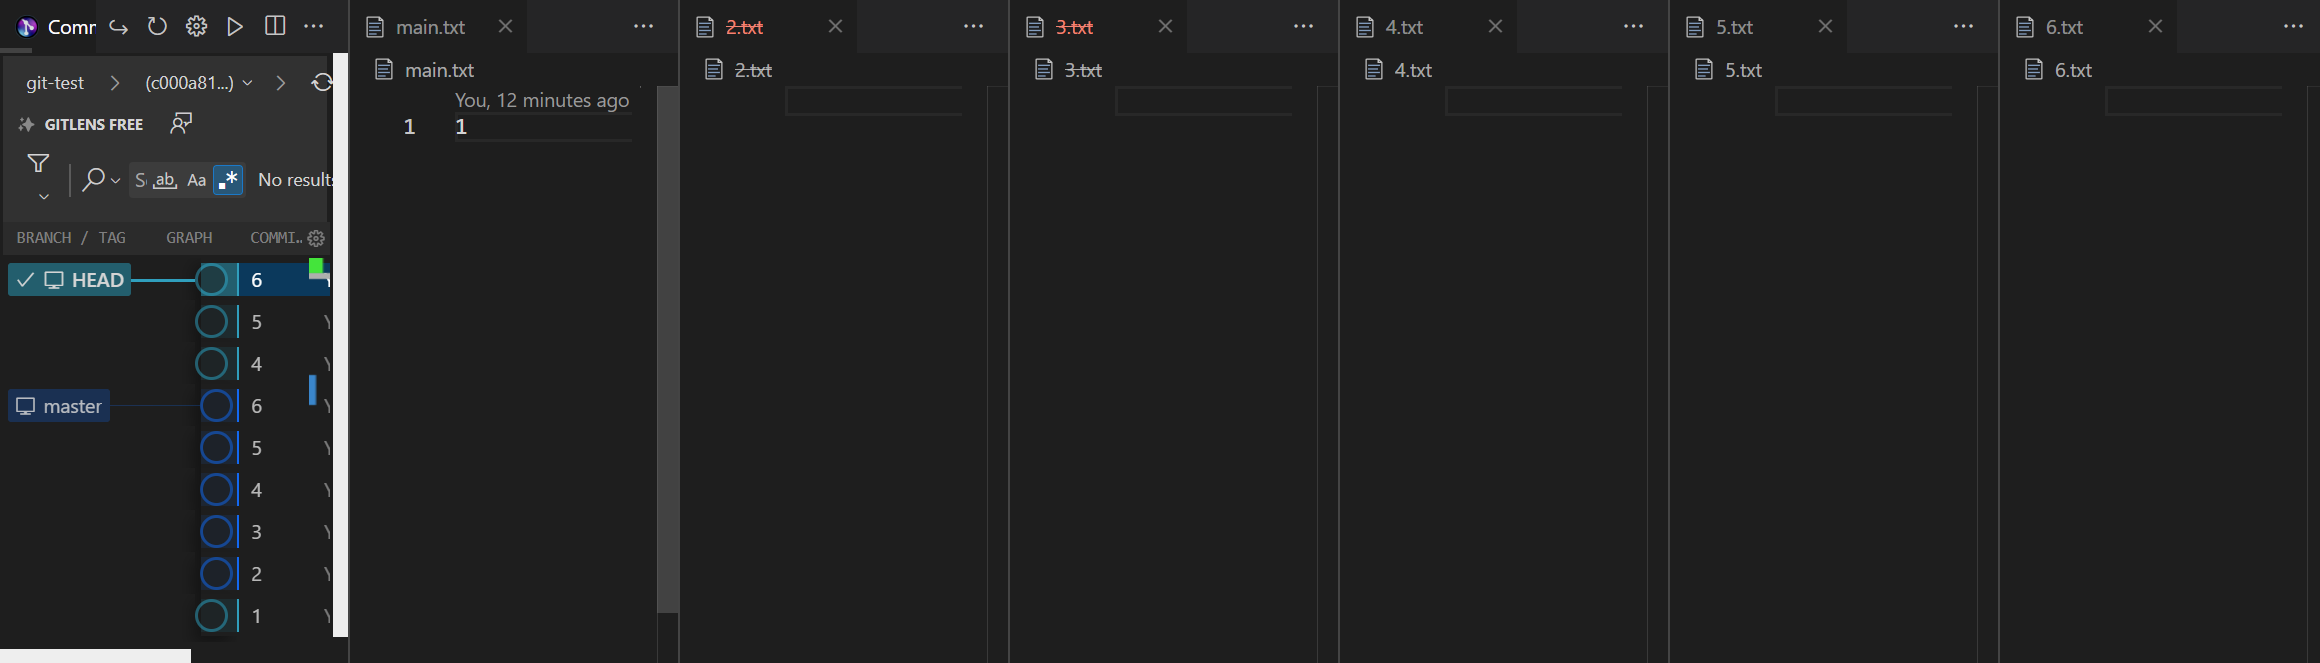 Comm
main.txt
2.txt
3.txt
4.txt
5.txt
6.txt
git-test
(c000a81...)
main.txt
2.txt
3.txt
4.txt
5.txt
6.txt
You, 12 minutes ago
GITLENS FREE
1 1
ab, Aa .* No results
BRANCH / TAG GRAPH COMMI..
HEAD 6
5
4
master 6
5
4
3
2
1